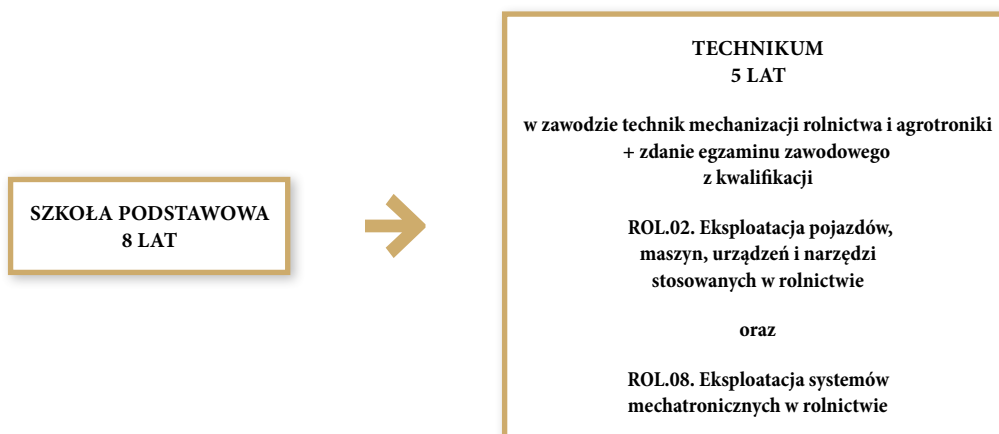 SZKOŁA PODSTAWOWA
8 LAT
TECHNIKUM
5 LAT
w zawodzie technik mechanizacji rolnictwa i agrotroniki
+ zdanie egzaminu zawodowego
z kwalifikacji
ROL.02. Eksploatacja pojazdów,
maszyn, urządzeń i narzędzi
stosowanych w rolnictwie
oraz
ROL.08. Eksploatacja systemów
mechatronicznych w rolnictwie